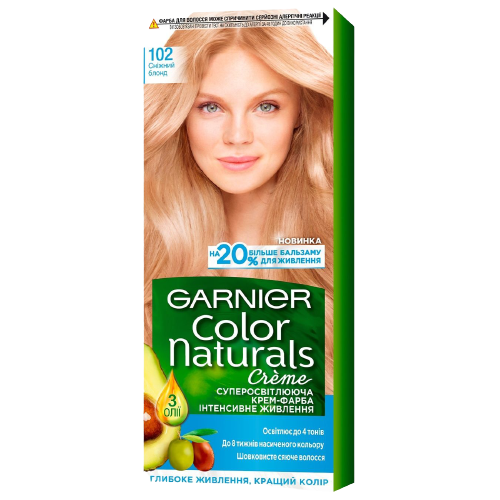 ФАРБА ДЛЯ ВОЛОССЯ МОЖЕ СПРИЧИНИТИ СЕРЙОЗНІ АЛЕРГІЧНІ РЕАКЦІЇ
102
Сніжний
блонд
НОВИНКА
НА 20% БІЛЬШЕ БАЛЬЗАМУ
ДЛЯ ЖИВЛЕННЯ
GARNIER
Color
Naturals
Crème
СУПЕРОСВІТЛЮЮЧА
КРЕМ-ФАРБА
ІНТЕНСИВНЕ ЖИВЛЕННЯ
3
ОЛІЇ
Освітлює до 4 тонів
До 8 тижнів насиченого кольору
Шовковисте сяюче волосся
ГЛИБОКЕ ЖИВЛЕННЯ, КРАЩИЙ КОЛІР